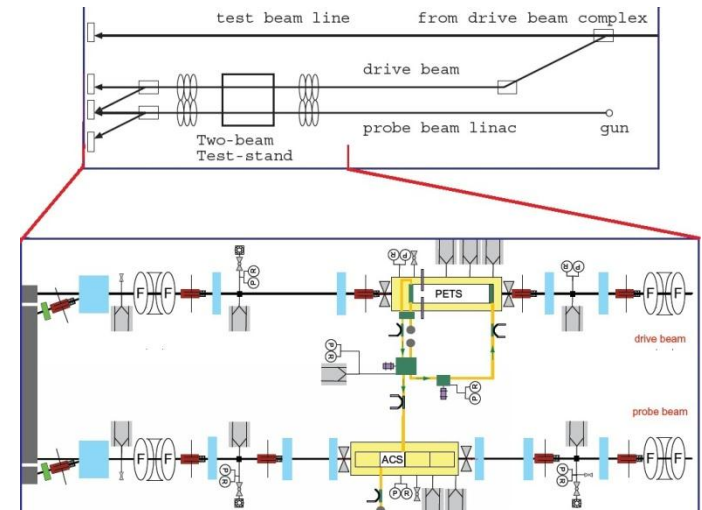 test beam line
from drive beam complex
drive beam
probe beam linac
gun
Two-beam
Test-stand
P R
R P
P R
F F
PETS
F F
drive beam
P R
P R
probe beam
F F
ACS
F F
P R
P R
P R